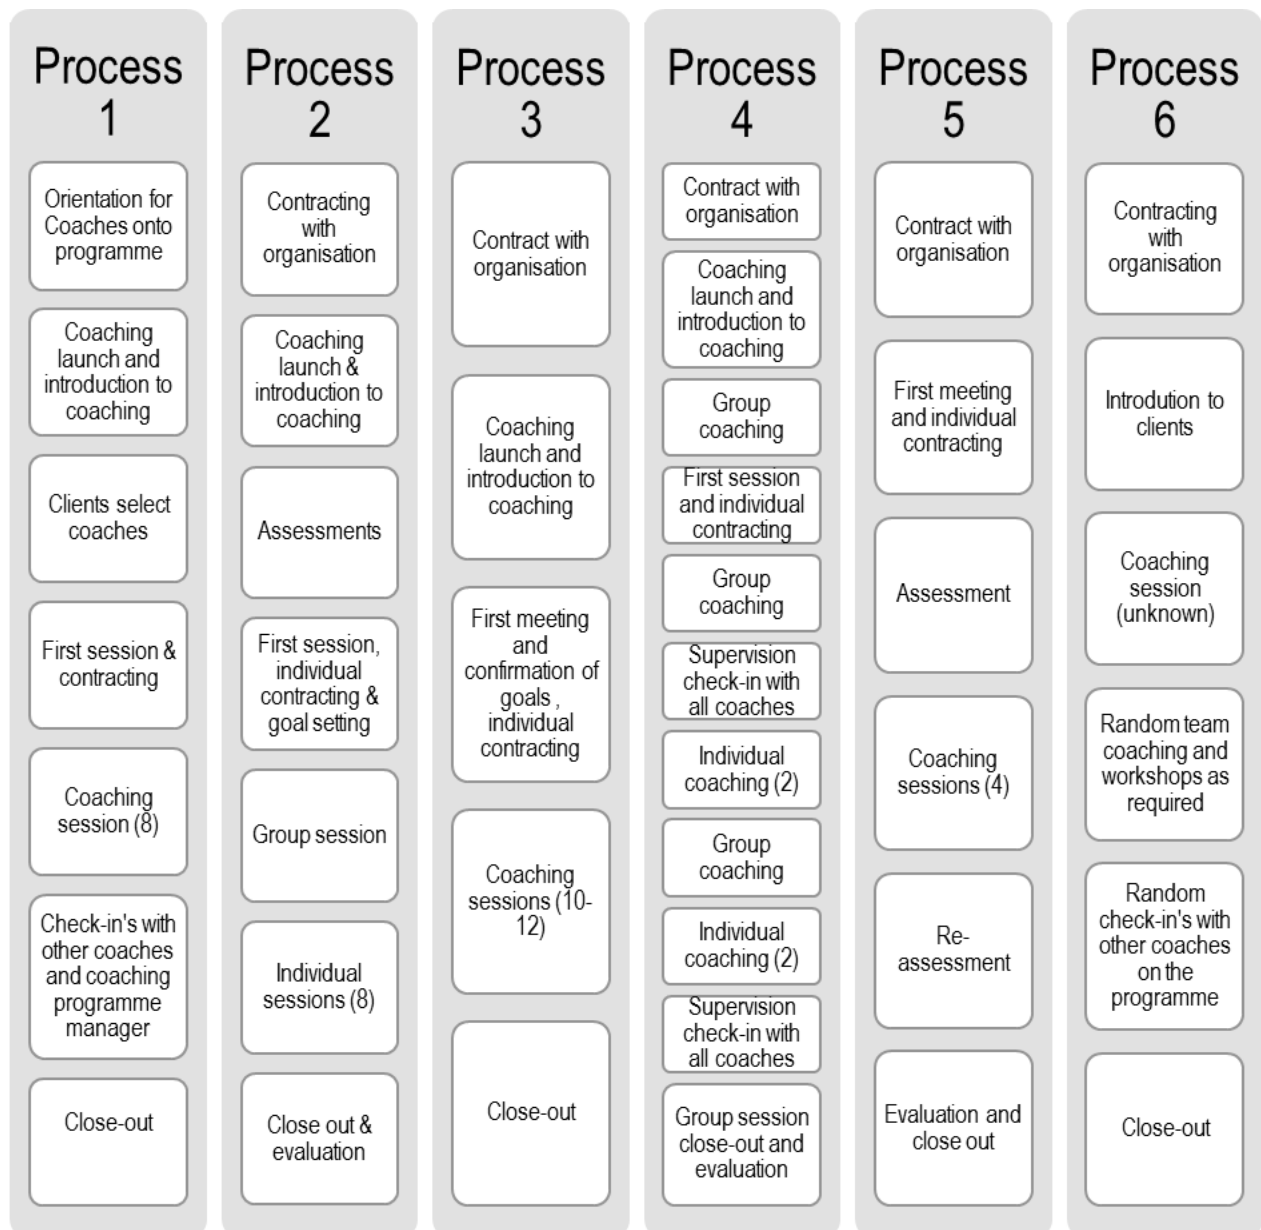 Process
1
Orientation for
Coaches onto
programme
Coaching
launch and
introduction to
coaching
Clients select
coaches
First session &
contracting
Coaching
session (8)
Check-in's with
other coaches
and coaching
programme
manager
Close-out
Process
2
Contracting
with
organisation
Coaching
launch &
introduction to
coaching
Assessments
First session,
individual
contracting &
goal setting
Group session
Individual
sessions (8)
Close out &
evaluation
Process
3
Contract with
organisation
Coaching
launch and
introduction to
coaching
First meeting
and
confirmation of
goals ,
individual
contracting
Coaching
sessions (10-
12)
Close-out
Process
4
Contract with
organisation
Coaching
launch and
introduction to
coaching
Group
coaching
First session
and individual
contracting
Group
coaching
Supervision
check-in with
all coaches
Individual
coaching (2)
Group
coaching
Individual
coaching (2)
Supervision
check-in with
all coaches
Group session
close-out and
evaluation
Process
5
Contract with
organisation
First meeting
and individual
contracting
Assessment
Coaching
sessions (4)
Re-
assessment
Evaluation and
close out
Process
6
Contracting
with
organisation
Introdution to
clients
Coaching
session
(unknown)
Random team
coaching and
workshops as
required
Random
check-in's with
other coaches
on the
programme
Close-out